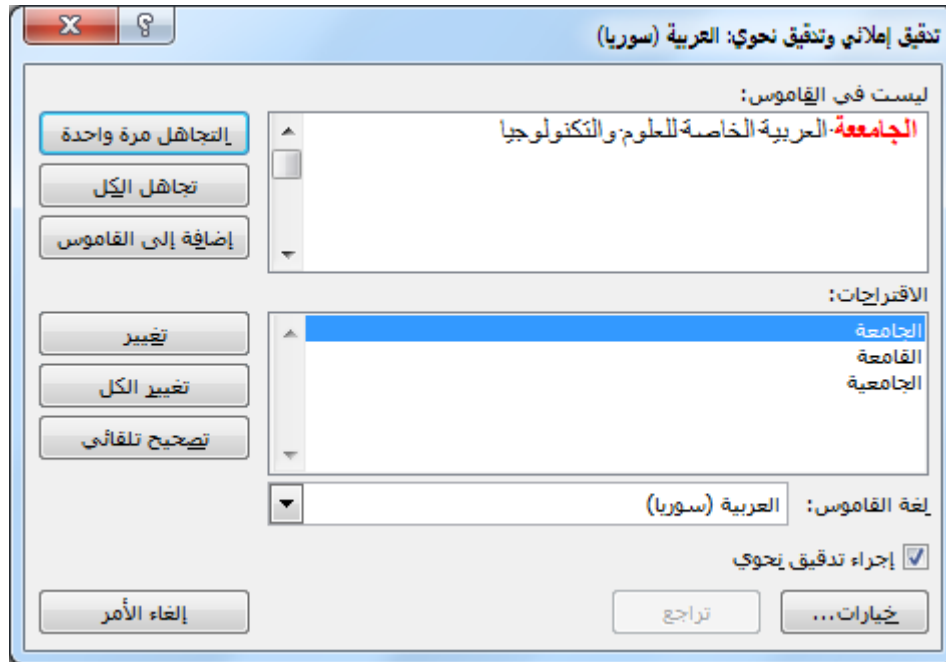 تدقيق إملائي وتدقيق نحوي: العربية (سوريا)
ليست في القاموس:
الجامععة العربية الخاصة للعلوم والتكنولوجيا
التجاهل مرة واحدة
تجاهل الكل
إضافة إلى القاموس
الاقتراحات:
الجامعة
القامعة
الجامعية
تغيير
تغيير الكل
تصحيح تلقائي
لغة القاموس: العربية (سوريا)
إجراء تدقيق نحوي
خيارات... تراجع إلغاء الأمر